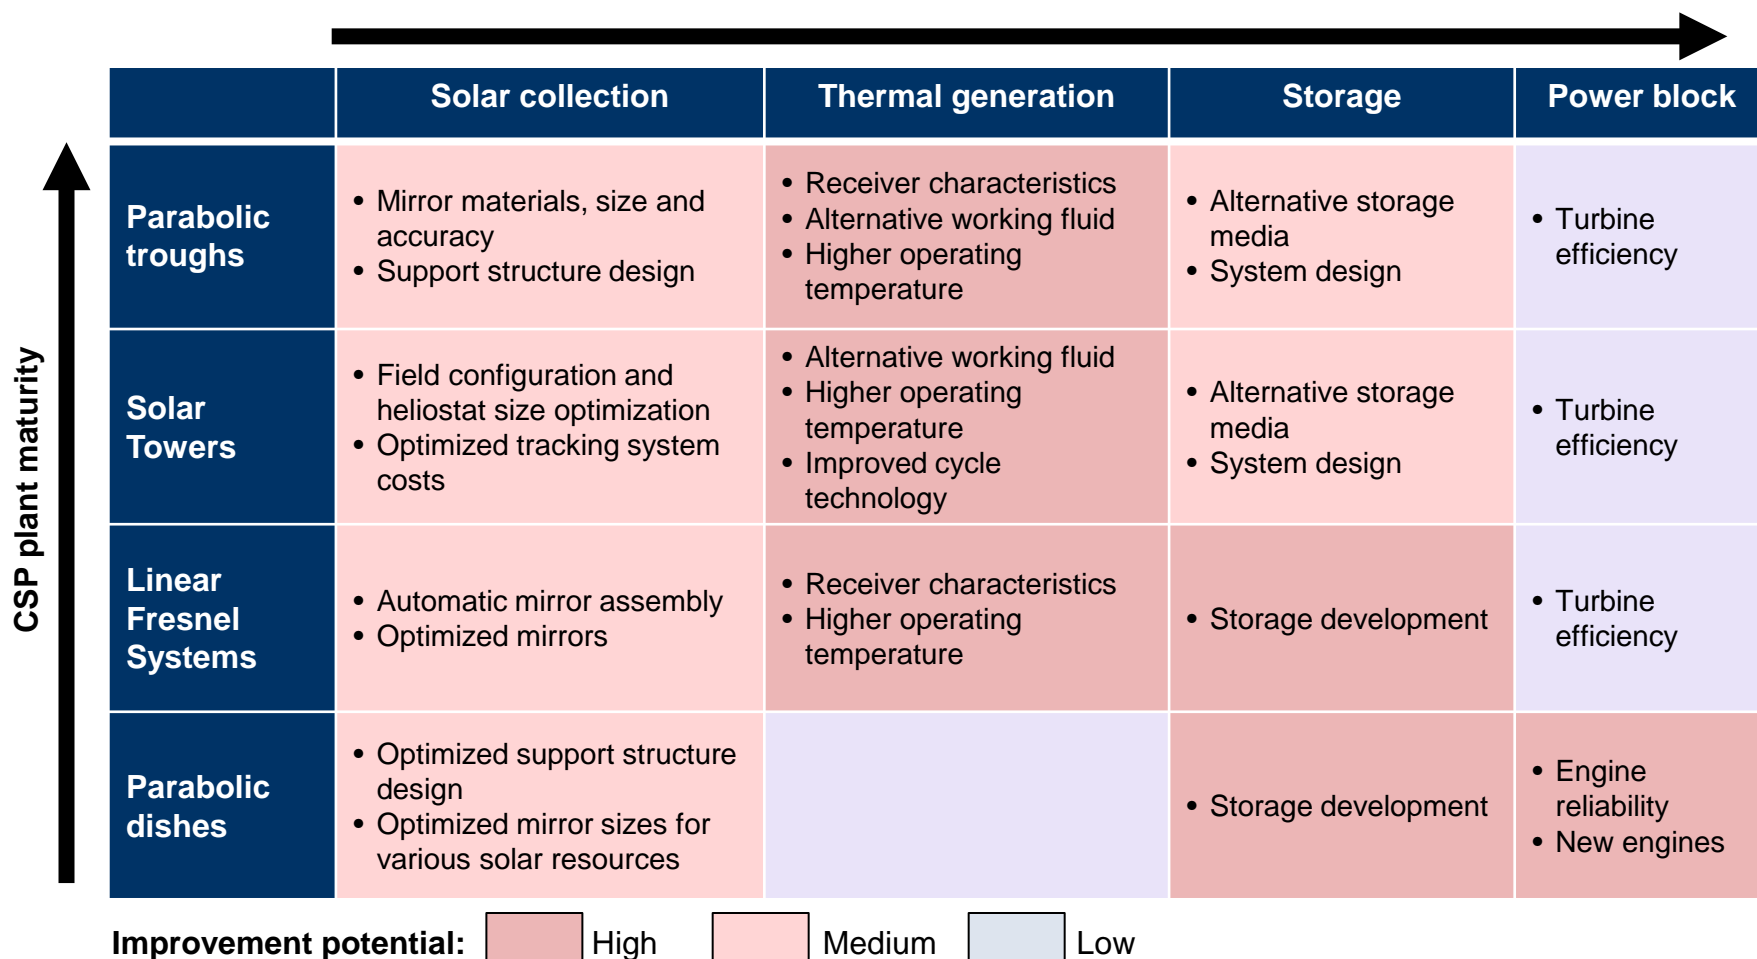 Solar collection
Thermal generation
Storage
Power block
CSP plant maturity
Parabolic
troughs
• Mirror materials, size and
accuracy
• Support structure design
• Receiver characteristics
• Alternative working fluid
• Higher operating
temperature
• Alternative storage
media
• System design
• Turbine
efficiency
Solar
Towers
• Field configuration and
heliostat size optimization
• Optimized tracking system
costs
• Alternative working fluid
• Higher operating
temperature
• Improved cycle
technology
• Alternative storage
media
• System design
• Turbine
efficiency
Linear
Fresnel
Systems
• Automatic mirror assembly
• Optimized mirrors
• Receiver characteristics
• Higher operating
temperature
• Storage development
• Turbine
efficiency
Parabolic
dishes
• Optimized support structure
design
• Optimized mirror sizes for
various solar resources
• Storage development
• Engine
reliability
• New engines
Improvement potential:
High
Medium
Low